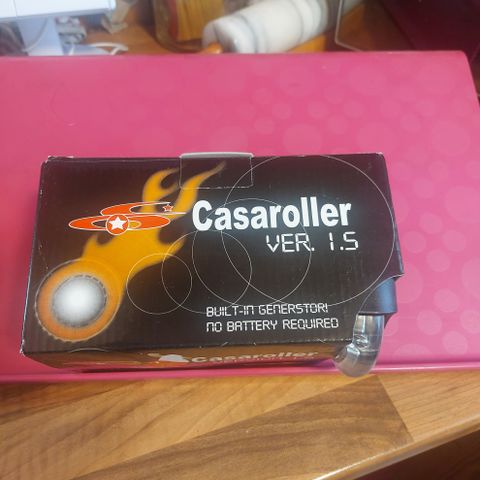 Casaroller
VER. 1.5
BUILT-IN GENERSTOR!
NO BATTERY REQUIRED
Casaroller